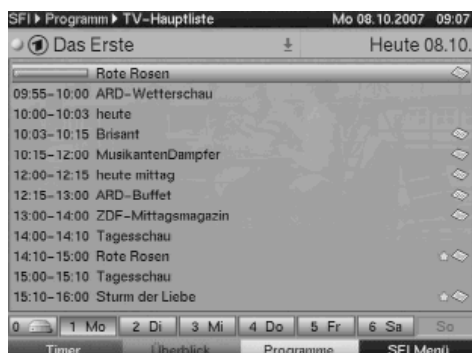 SFI Programm TV-Hauptliste Mo 08.10.2007 09:07
1 Das Erste Heute 08.10.
Rote Rosen
09:55-10:00 ARD-Wetterschau
10:00-10:03 heute
10:03-10:15 Brisant
10:15-12:00 MusikantenDampfer
12:00-12:15 heute mittag
12:15-13:00 ARD-Buffet
13:00-14:00 ZDF-Mittagsmagazin
14:00-14:10 Tagesschau
14:10-15:00 Rote Rosen
15:00-15:10 Tagesschau
15:10-16:00 Sturm der Liebe
0 1 Mo 2 Di 3 Mi 4 Do 5 Fr 6 Sa So
Timer Überblick Programme SFI Menü